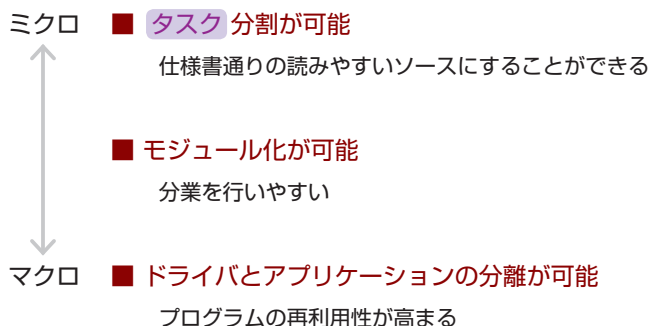 ミクロ ■ タスク分割が可能
仕様書通りの読みやすいソースにすることができる
■ モジュール化が可能
分業を行いやすい
マクロ ■ ドライバとアプリケーションの分離が可能
プログラムの再利用性が高まる